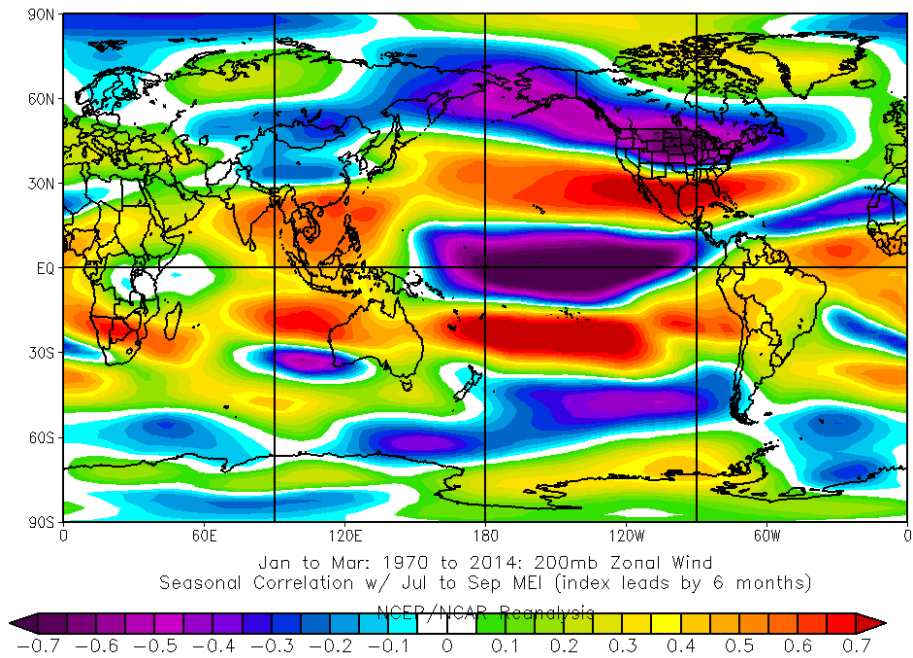 90N
60N
30N
EQ
30S
60S
90S
0 60E 120E 180 120W 60W 0
Jan to Mar: 1970 to 2014: 200mb Zonal Wind
Seasonal Correlation w/ Jul to Sep MEI (index leads by 6 months)
NCEP/NCAR Reanalysis
-0.7 -0.6 -0.5 -0.4 -0.3 -0.2 -0.1 0 0.1 0.2 0.3 0.4 0.5 0.6 0.7